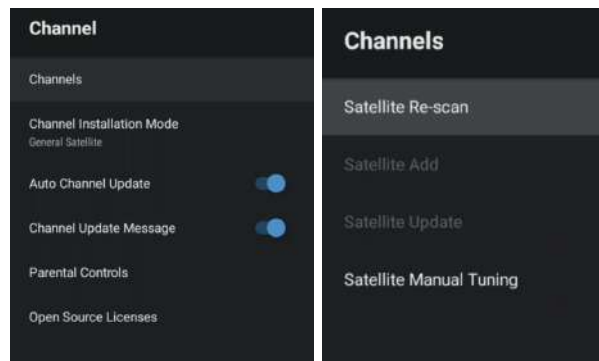 Channel
Channels
Channel Installation Mode
General Satellite
Auto Channel Update
Channel Update Message
Parental Controls
Open Source Licenses
Channels
Satellite Re-scan
Satellite Add
Satellite Update
Satellite Manual Tuning